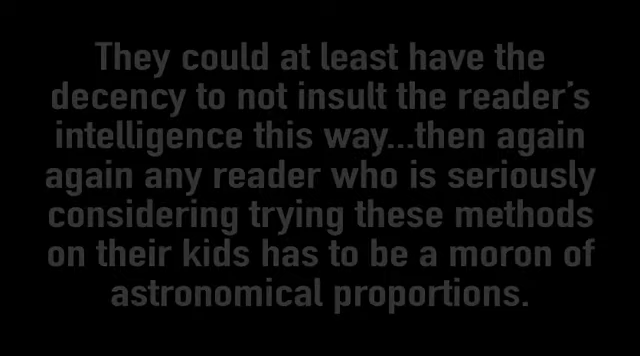 They could at least have the
decency to not insult the reader's
intelligence this way...then again
again any reader who is seriously
considering trying these methods
on their kids has to be a moron of
astronomical proportions.